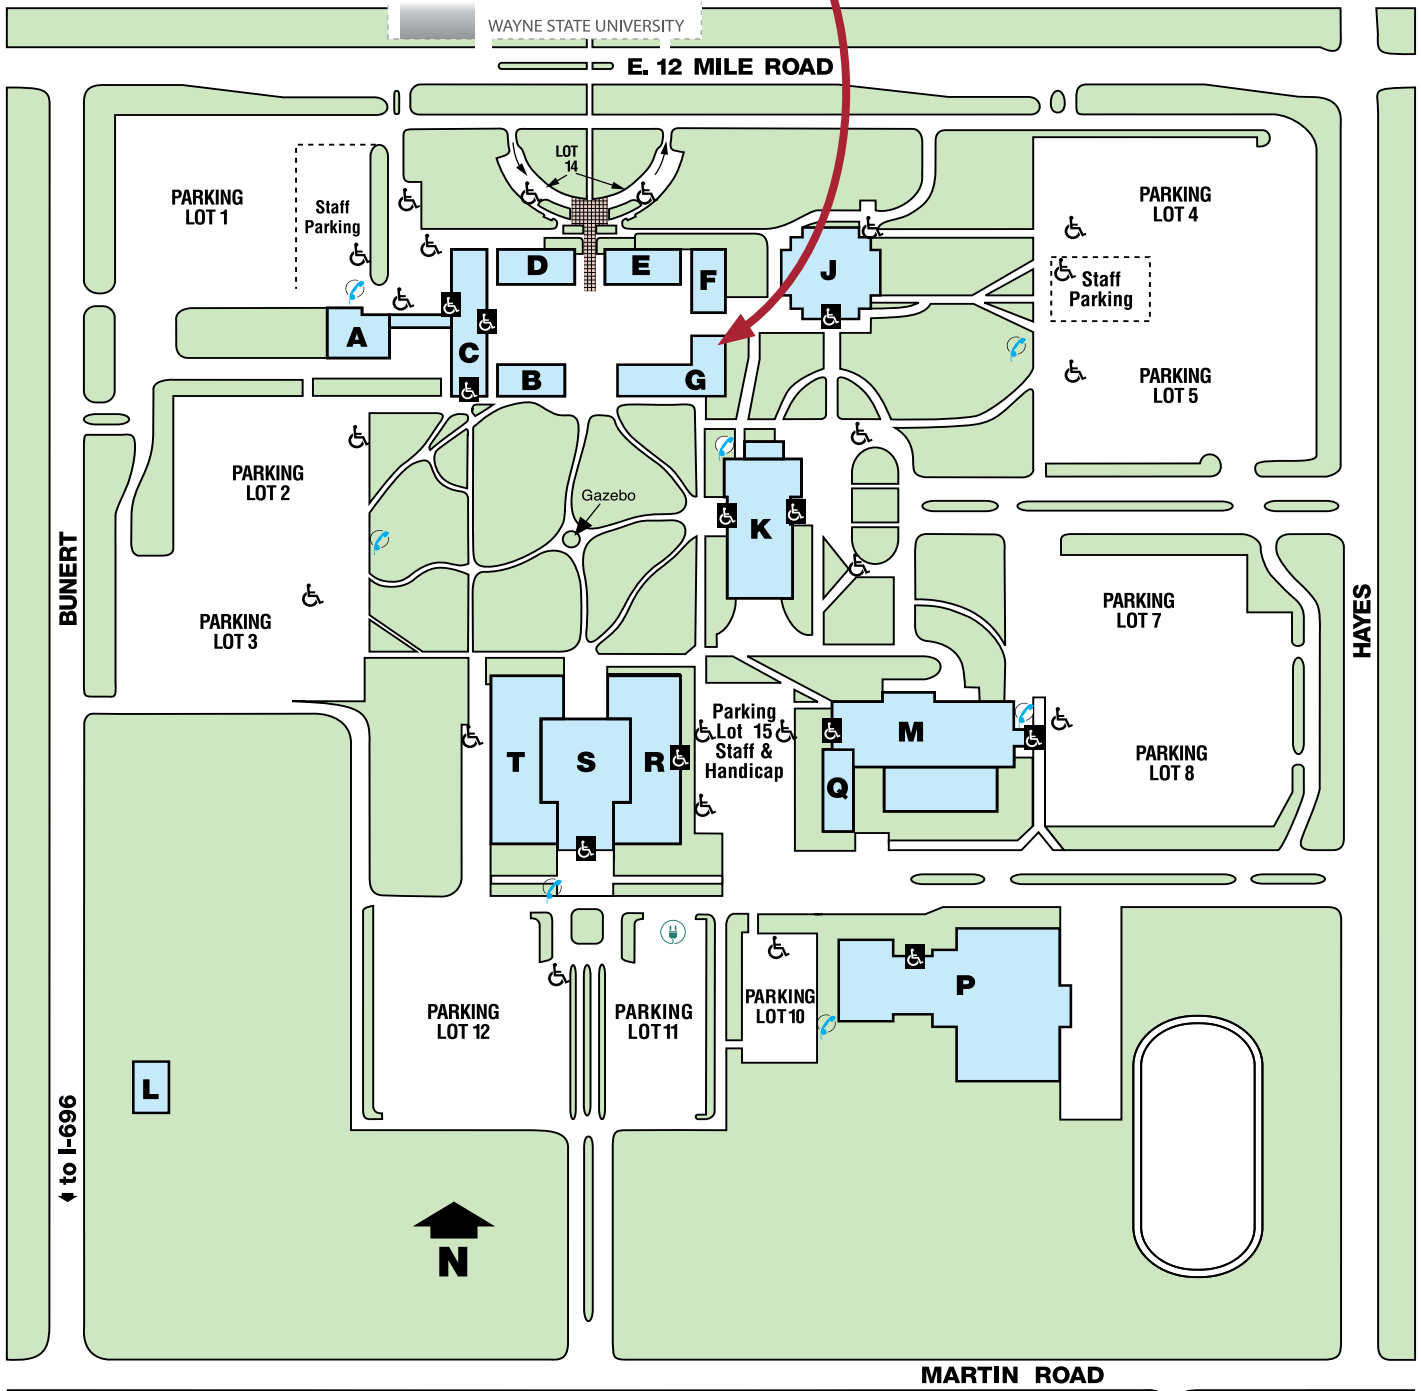 WAYNE STATE UNIVERSITY
E. 12 MILE ROAD
LOT
14
PARKING
LOT 1
Staff
Parking
PARKING
LOT 4
D
E
F
J
Staff
Parking
A
C
B
G
PARKING
LOT 5
PARKING
LOT 2
Gazebo
K
BUNERT
HAYES
PARKING
LOT 3
PARKING
LOT 7
T
S
R
Parking
Lot 15
Staff &
Handicap
M
Q
PARKING
LOT 8
PARKING
LOT 12
PARKING
LOT 11
PARKING
LOT 10
P
L
to I-696
N
MARTIN ROAD